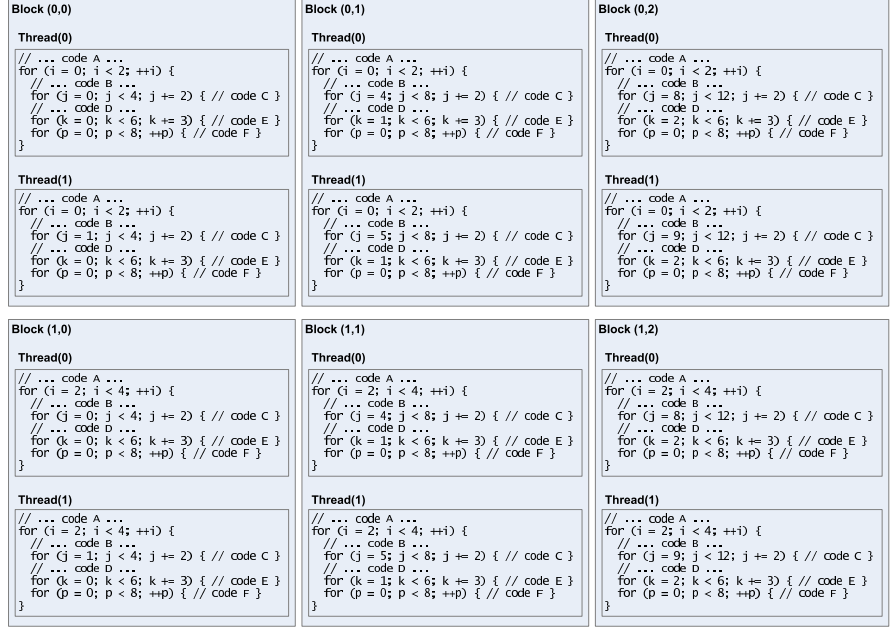 Block (0,0)
Thread(0)
// ... code A ...
for (i = 0; i < 2; ++i) {
// ... code B ...
for (j = 0; j < 4; j += 2) { // code C }
// ... code D ...
for (k = 0; k < 6; k += 3) { // code E }
for (p = 0; p < 8; ++p) { // code F }
}
Thread(1)
// ... code A ...
for (i = 0; i < 2; ++i) {
// ... code B ...
for (j = 1; j < 4; j += 2) { // code C }
// ... code D ...
for (k = 0; k < 6; k += 3) { // code E }
for (p = 0; p < 8; ++p) { // code F }
}
Block (0,1)
Thread(0)
// ... code A ...
for (i = 0; i < 2; ++i) {
// ... code B ...
for (j = 4; j < 8; j += 2) { // code C }
// ... code D ...
for (k = 1; k < 6; k += 3) { // code E }
for (p = 0; p < 8; ++p) { // code F }
}
Thread(1)
// ... code A ...
for (i = 0; i < 2; ++i) {
// ... code B ...
for (j = 5; j < 8; j += 2) { // code C }
// ... code D ...
for (k = 1; k < 6; k += 3) { // code E }
for (p = 0; p < 8; ++p) { // code F }
}
Block (0,2)
Thread(0)
// ... code A ...
for (i = 0; i < 2; ++i) {
// ... code B ...
for (j = 8; j < 12; j += 2) { // code C
// ... code D ...
for (k = 2; k < 6; k += 3) { // code E }
for (p = 0; p < 8; ++p) { // code F }
}
Thread(1)
// ... code A ...
for (i = 0; i < 2; ++i) {
// ... code B ...
for (j = 9; j < 12; j += 2) { // code C
// ... code D ...
for (k = 2; k < 6; k += 3) { // code E }
for (p = 0; p < 8; ++p) { // code F }
}
Block (1,0)
Thread(0)
// ... code A ...
for (i = 2; i < 4; ++i) {
// ... code B ...
for (j = 0; j < 4; j += 2) { // code C }
// ... code D ...
for (k = 0; k < 6; k += 3) { // code E }
for (p = 0; p < 8; ++p) { // code F }
}
Thread(1)
// ... code A ...
for (i = 2; i < 4; ++i) {
// ... code B ...
for (j = 1; j < 4; j += 2) { // code C }
// ... code D ...
for (k = 0; k < 6; k += 3) { // code E }
for (p = 0; p < 8; ++p) { // code F }
}
Block (1,1)
Thread(0)
// ... code A ...
for (i = 2; i < 4; ++i) {
// ... code B ...
for (j = 4; j < 8; j += 2) { // code C }
// ... code D ...
for (k = 1; k < 6; k += 3) { // code E }
for (p = 0; p < 8; ++p) { // code F }
}
Thread(1)
// ... code A ...
for (i = 2; i < 4; ++i) {
// ... code B ...
for (j = 5; j < 8; j += 2) { // code C }
// ... code D ...
for (k = 1; k < 6; k += 3) { // code E }
for (p = 0; p < 8; ++p) { // code F }
}
Block (1,2)
Thread(0)
// ... code A ...
for (i = 2; i < 4; ++i) {
// ... code B ...
for (j = 8; j < 12; j += 2) { // code C }
// ... code D ...
for (k = 2; k < 6; k += 3) { // code E }
for (p = 0; p < 8; ++p) { // code F }
}
Thread(1)
// ... code A ...
for (i = 2; i < 4; ++i) {
// ... code B ...
for (j = 9; j < 12; j += 2) { // code C }
// ... code D ...
for (k = 2; k < 6; k += 3) { // code E }
for (p = 0; p < 8; ++p) { // code F }
}